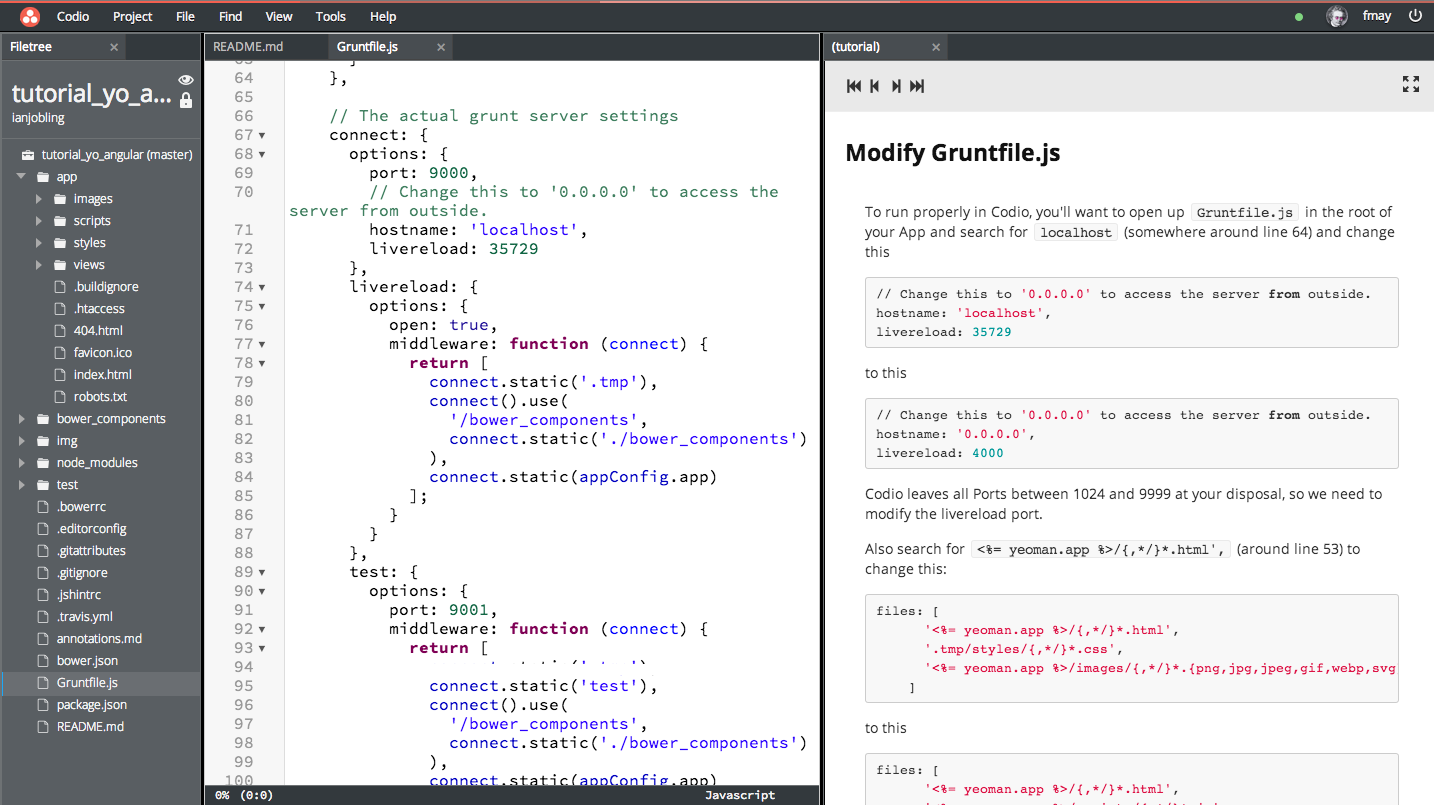 Codio Project File Find View Tools Help fmay
Filetree
tutorial_yo_a...
ianjobling
tutorial_yo_angular (master)
app
images
scripts
styles
views
.buildignore
.htaccess
404.html
favicon.ico
index.html
robots.txt
bower_components
img
node_modules
test
.bowerrc
.editorconfig
.gitattributes
.gitignore
.jshintrc
.travis.yml
annotations.md
bower.json
Gruntfile.js
package.json
README.md
README.md Gruntfile.js
64 },
65
66 // The actual grunt server settings
67 connect: {
68 options: {
69 port: 9000,
70 // Change this to '0.0.0.0' to access the
server from outside.
71 hostname: 'localhost',
72 livereload: 35729
73 },
74 livereload: {
75 options: {
76 open: true,
77 middleware: function (connect) {
78 return [
79 connect.static('.tmp'),
80 connect().use(
81 '/bower_components',
82 connect.static('./bower_components')
83 ),
84 connect.static(appConfig.app)
85 ];
86 }
87 }
88 },
89 test: {
90 options: {
91 port: 9001,
92 middleware: function (connect) {
93 return [
94
95 connect.static('test'),
96 connect().use(
97 '/bower_components',
98 connect.static('./bower_components')
99 ),
100 connect.static(appConfig.app)
0% (0:0) Javascript
(tutorial)
Modify Gruntfile.js
To run properly in Codio, you'll want to open up Gruntfile.js in the root of
your App and search for localhost (somewhere around line 64) and change
this
// Change this to '0.0.0.0' to access the server from outside.
hostname: 'localhost',
livereload: 35729
to this
// Change this to '0.0.0.0' to access the server from outside.
hostname: '0.0.0.0',
livereload: 4000
Codio leaves all Ports between 1024 and 9999 at your disposal, so we need to
modify the livereload port.
Also search for <%= yeoman.app %>/{,*/}*.html', (around line 53) to
change this:
files: [
'<%= yeoman.app %>/{,*/}*.html',
'.tmp/styles/{,*/}*.css',
'<%= yeoman.app %>/images/{,*/}*.{png,jpg,jpeg,gif,webp,svg
]
to this
files: [
'<%= yeoman.app %>/{,*/}*.html',